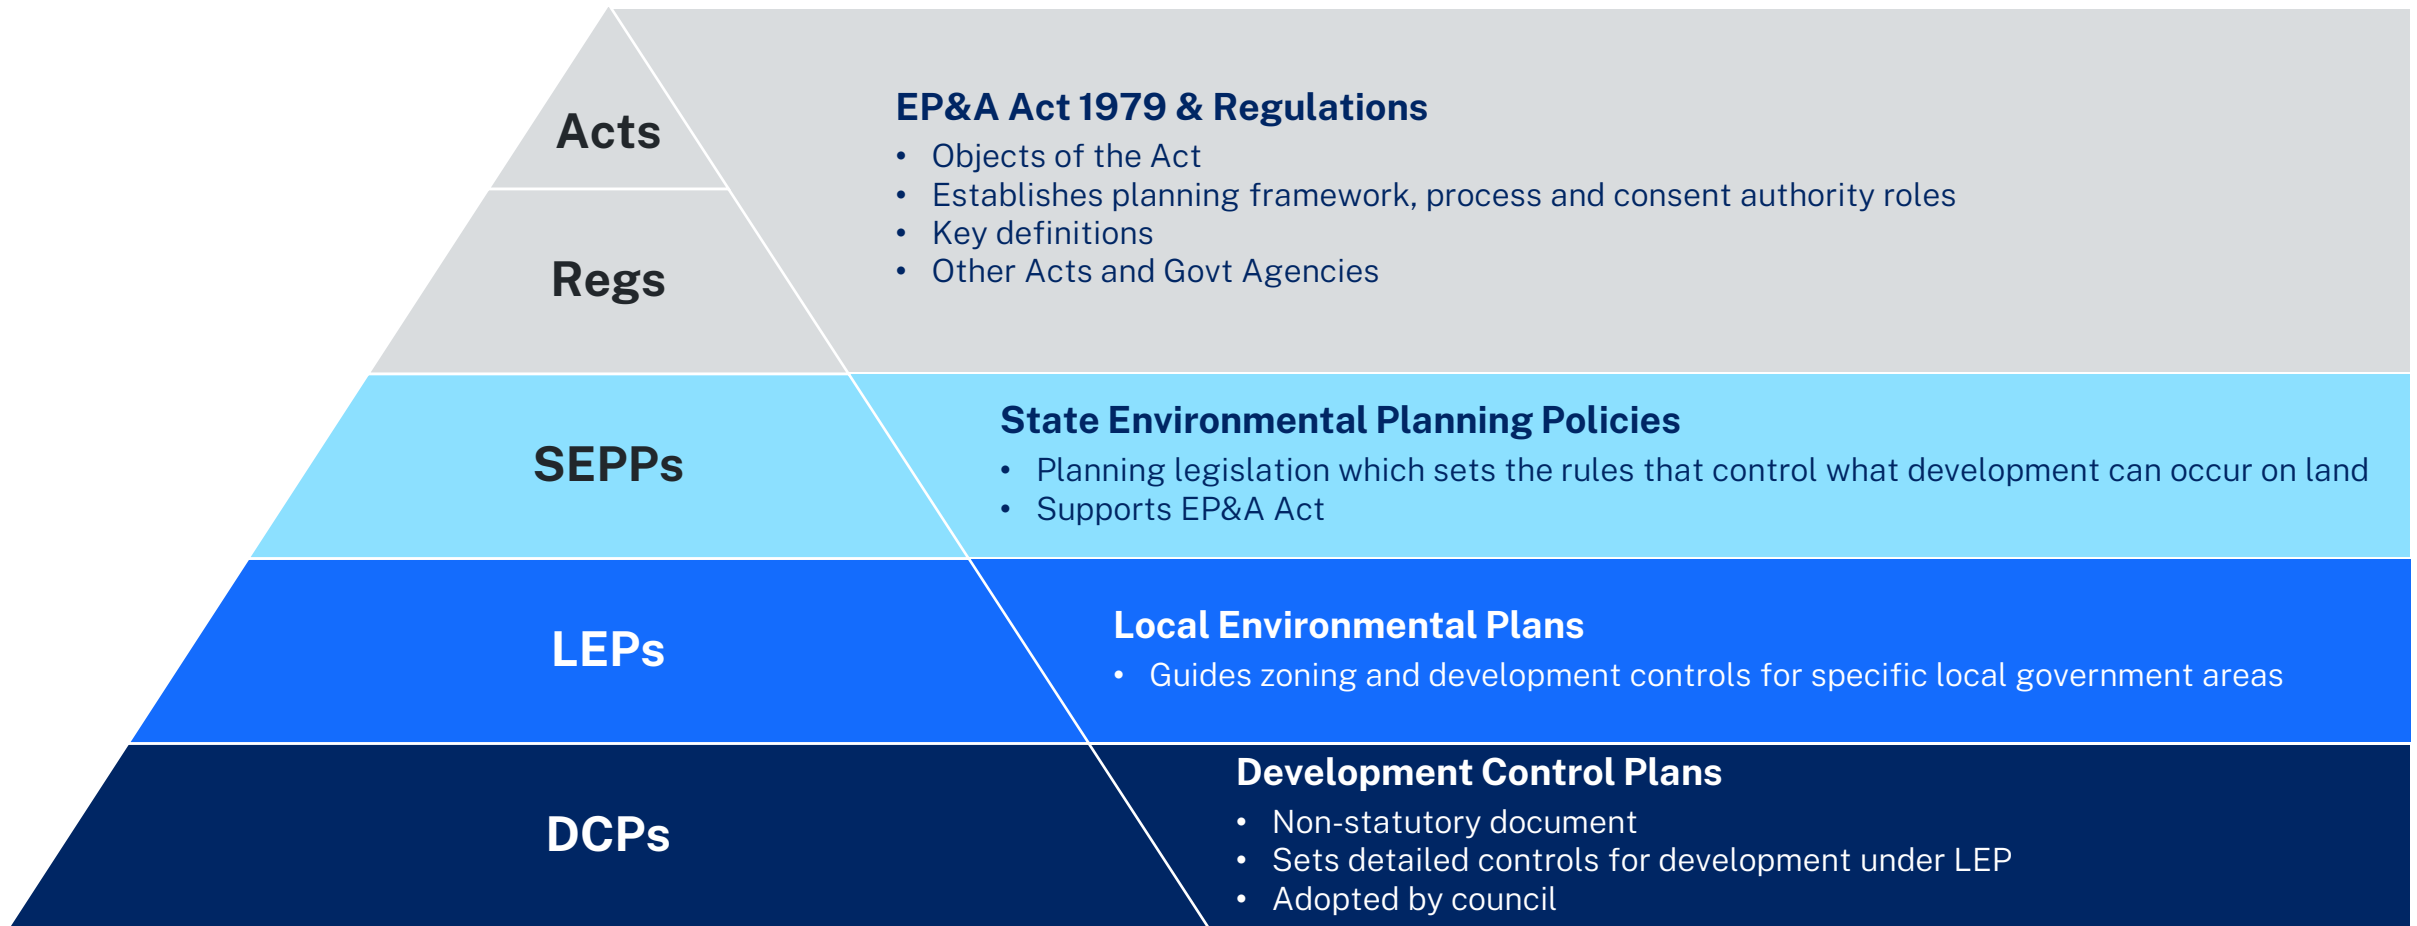 Acts
Regs
EP&A Act 1979 & Regulations
• Objects of the Act
• Establishes planning framework, process and consent authority roles
• Key definitions
• Other Acts and Govt Agencies
SEPPs
State Environmental Planning Policies
• Planning legislation which sets the rules that control what development can occur on land
• Supports EP&A Act
LEPs
Local Environmental Plans
• Guides zoning and development controls for specific local government areas
DCPs
Development Control Plans
• Non-statutory document
• Sets detailed controls for development under LEP
• Adopted by council